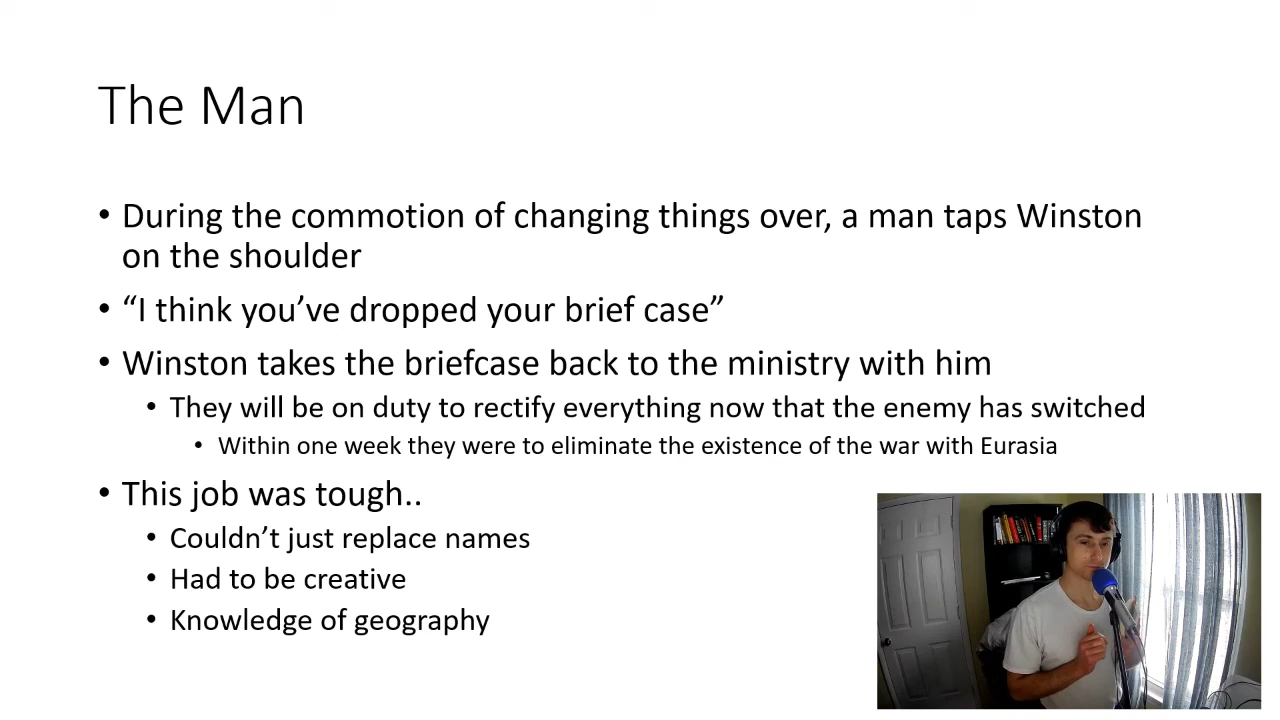 The Man
• During the commotion of changing things over, a man taps Winston
on the shoulder
• “I think you’ve dropped your brief case”
• Winston takes the briefcase back to the ministry with him
• They will be on duty to rectify everything now that the enemy has switched
• Within one week they were to eliminate the existence of the war with Eurasia
• This job was tough..
• Couldn’t just replace names
• Had to be creative
• Knowledge of geography